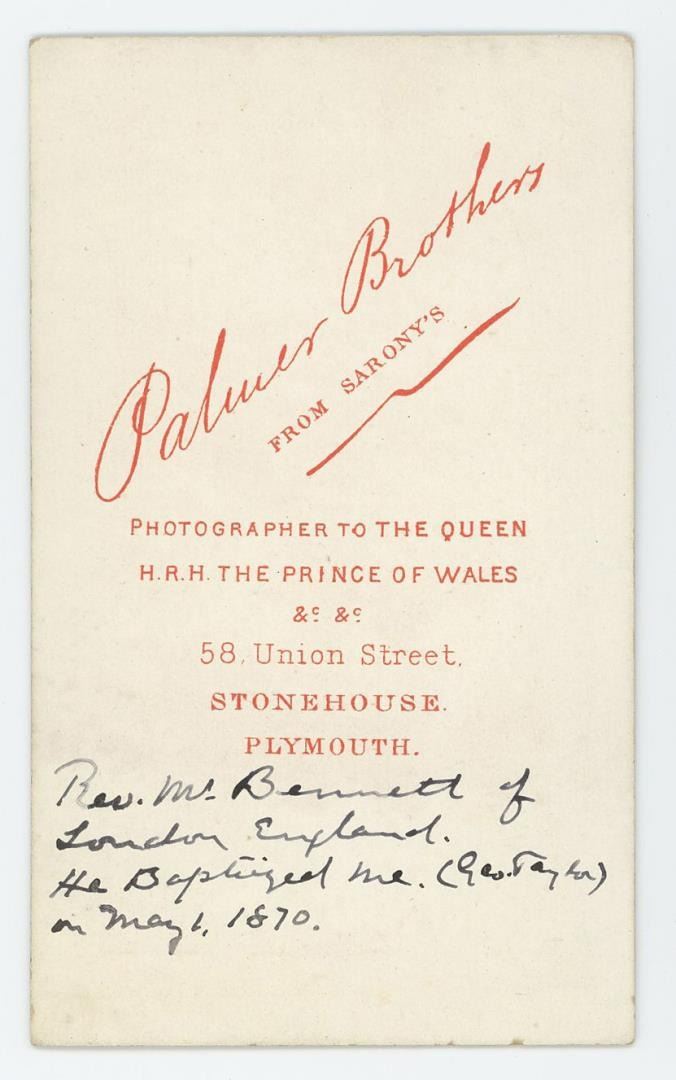 Palmer Brothers
FROM SARONY'S
PHOTOGRAPHER TO THE QUEEN
H.R.H. THE PRINCE OF WALES
&c &c
58, Union Street,
STONEHOUSE.
PLYMOUTH.
Rev. Mr Bennett of
London England.
He Baptized me. (Geo. Taylor)
on May 1, 1870.